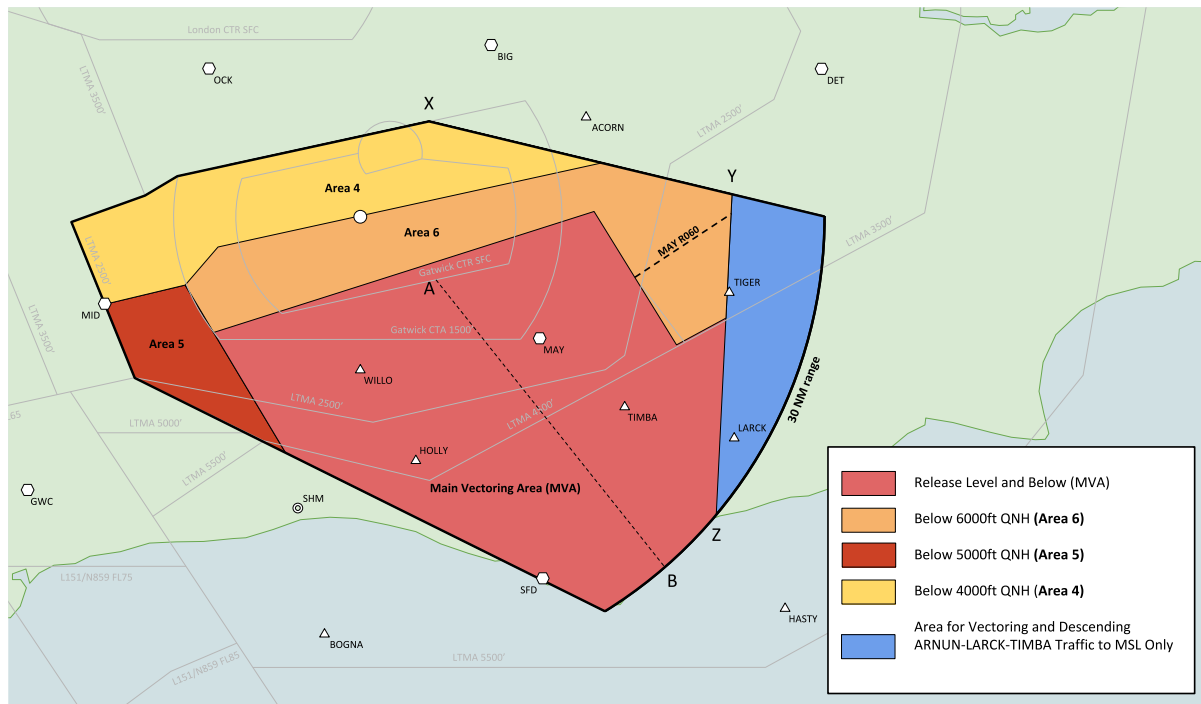 London CTR SFC
BIG
OCK
DET
LTMA 3500'
X
ACORN
LTMA 2500'
Y
Area 4
Area 6
MAY R060
LTMA 3500'
LTMA 2500'
Gatwick CTR SFC
A
TIGER
MID
LTMA 3500'
Area 5
Gatwick CTA 1500'
MAY
WILLO
30 NM range
LTMA 2500'
LTMA 4500'
TIMBA
LTMA 5000'
LARCK
HOLLY
LTMA 5500'
Main Vectoring Area (MVA)
GWC
SHM
Z
L151/N859 FL75
B
SFD
HASTY
BOGNA
LTMA 5500'
L151/N859 FL85
Release Level and Below (MVA)
Below 6000ft QNH (Area 6)
Below 5000ft QNH (Area 5)
Below 4000ft QNH (Area 4)
Area for Vectoring and Descending
ARNUN-LARCK-TIMBA Traffic to MSL Only